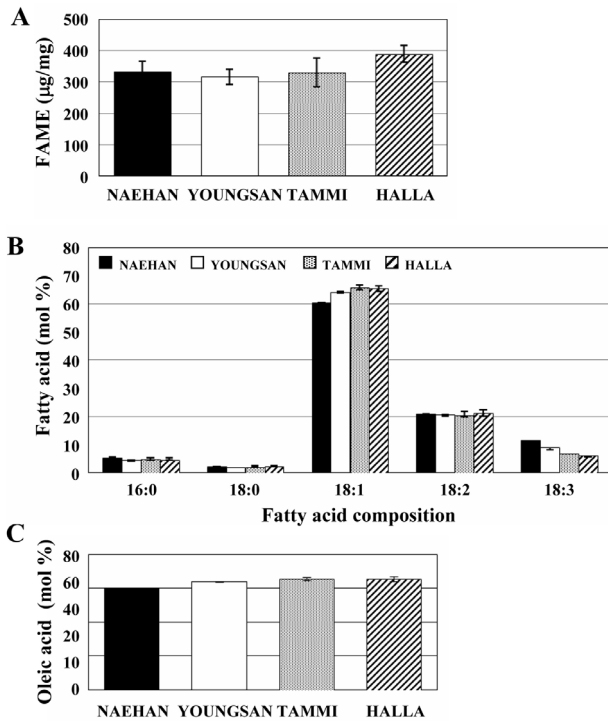 A
FAME (µg/mg)
500
400
300
200
100
0
NAEHAN YOUNGSAN TAMMI HALLA
B
Fatty acid (mol %)
80
70
60
50
40
30
20
10
0
NAEHAN YOUNGSAN TAMMI HALLA
16:0 18:0 18:1 18:2 18:3
Fatty acid composition
C
Oleic acid (mol %)
80
60
40
20
10
0
NAEHAN YOUNGSAN TAMMI HALLA